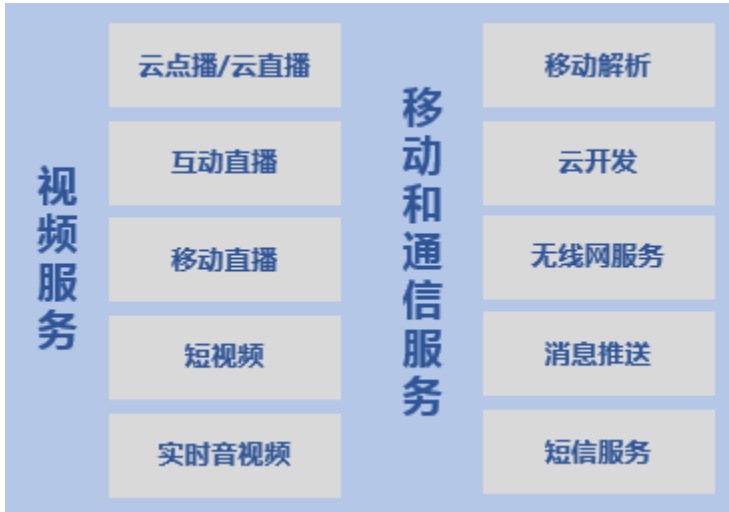 视频服务
云点播/云直播
互动直播
移动直播
短视频
实时音视频
移动和通信服务
移动解析
云开发
无线网服务
消息推送
短信服务